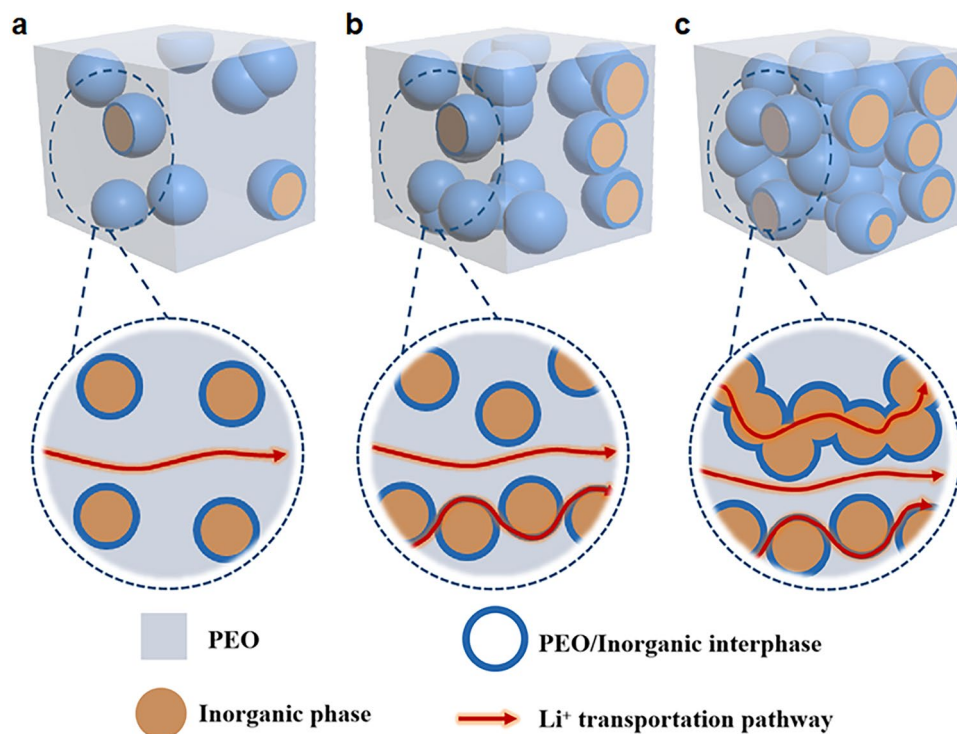 a
b
c
PEO
PEO/Inorganic interphase
Inorganic phase
Li⁺ transportation pathway